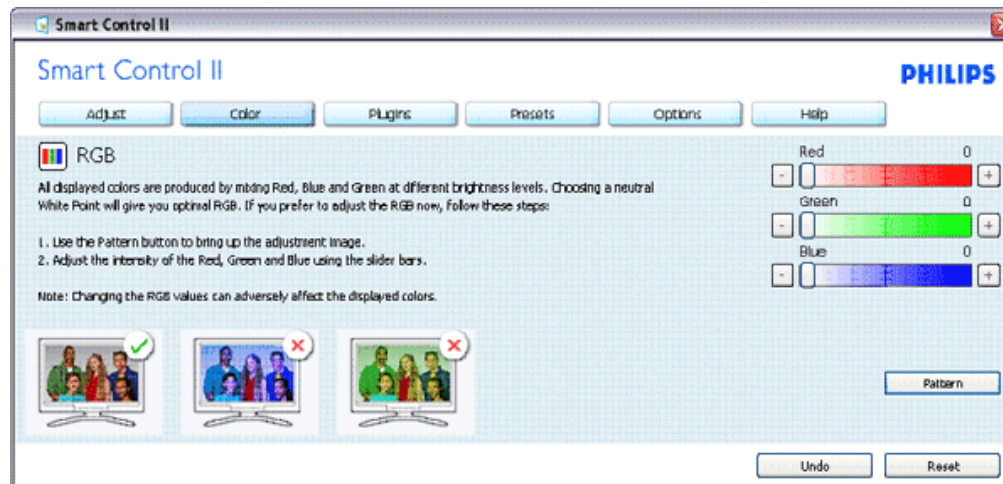 Smart Control II
Smart Control II
PHILIPS
Adjust Color Plugins Presets Options Help
RGB
All displayed colors are produced by mixing Red, Blue and Green at different brightness levels. Choosing a neutral
White Point will give you optimal RGB. If you prefer to adjust the RGB now, follow these steps:
1. Use the Pattern button to bring up the adjustment image.
2. Adjust the intensity of the Red, Green and Blue using the slider bars.
Note: Changing the RGB values can adversely affect the displayed colors.
Red 0
- +
Green 0
- +
Blue 0
- +
Pattern
Undo Reset